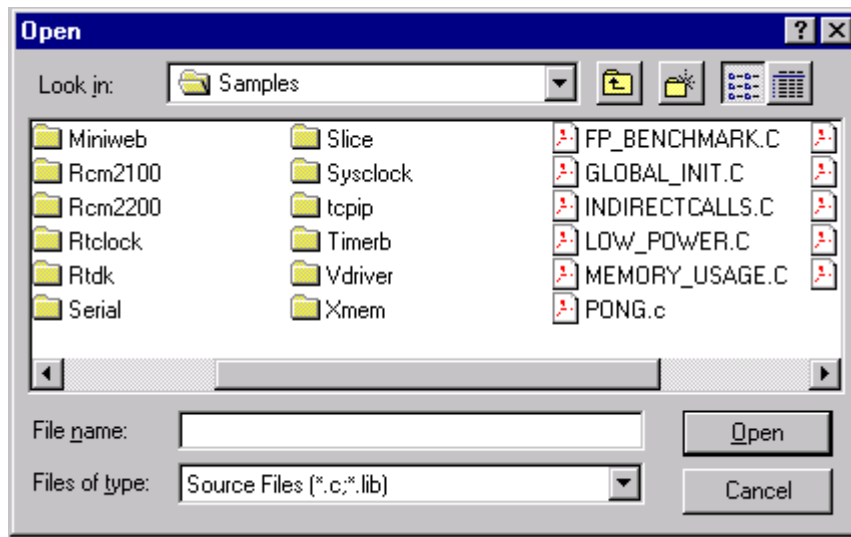 Open
Look in: Samples
Miniweb Slice FP_BENCHMARK.C
Rcm2100 Sysclock GLOBAL_INIT.C
Rcm2200 tcpip INDIRECTCALLS.C
Rtclock Timerb LOW_POWER.C
Rtdk Vdriver MEMORY_USAGE.C
Serial Xmem PONG.c
File name: Open
Files of type: Source Files (*.c;*.lib) Cancel